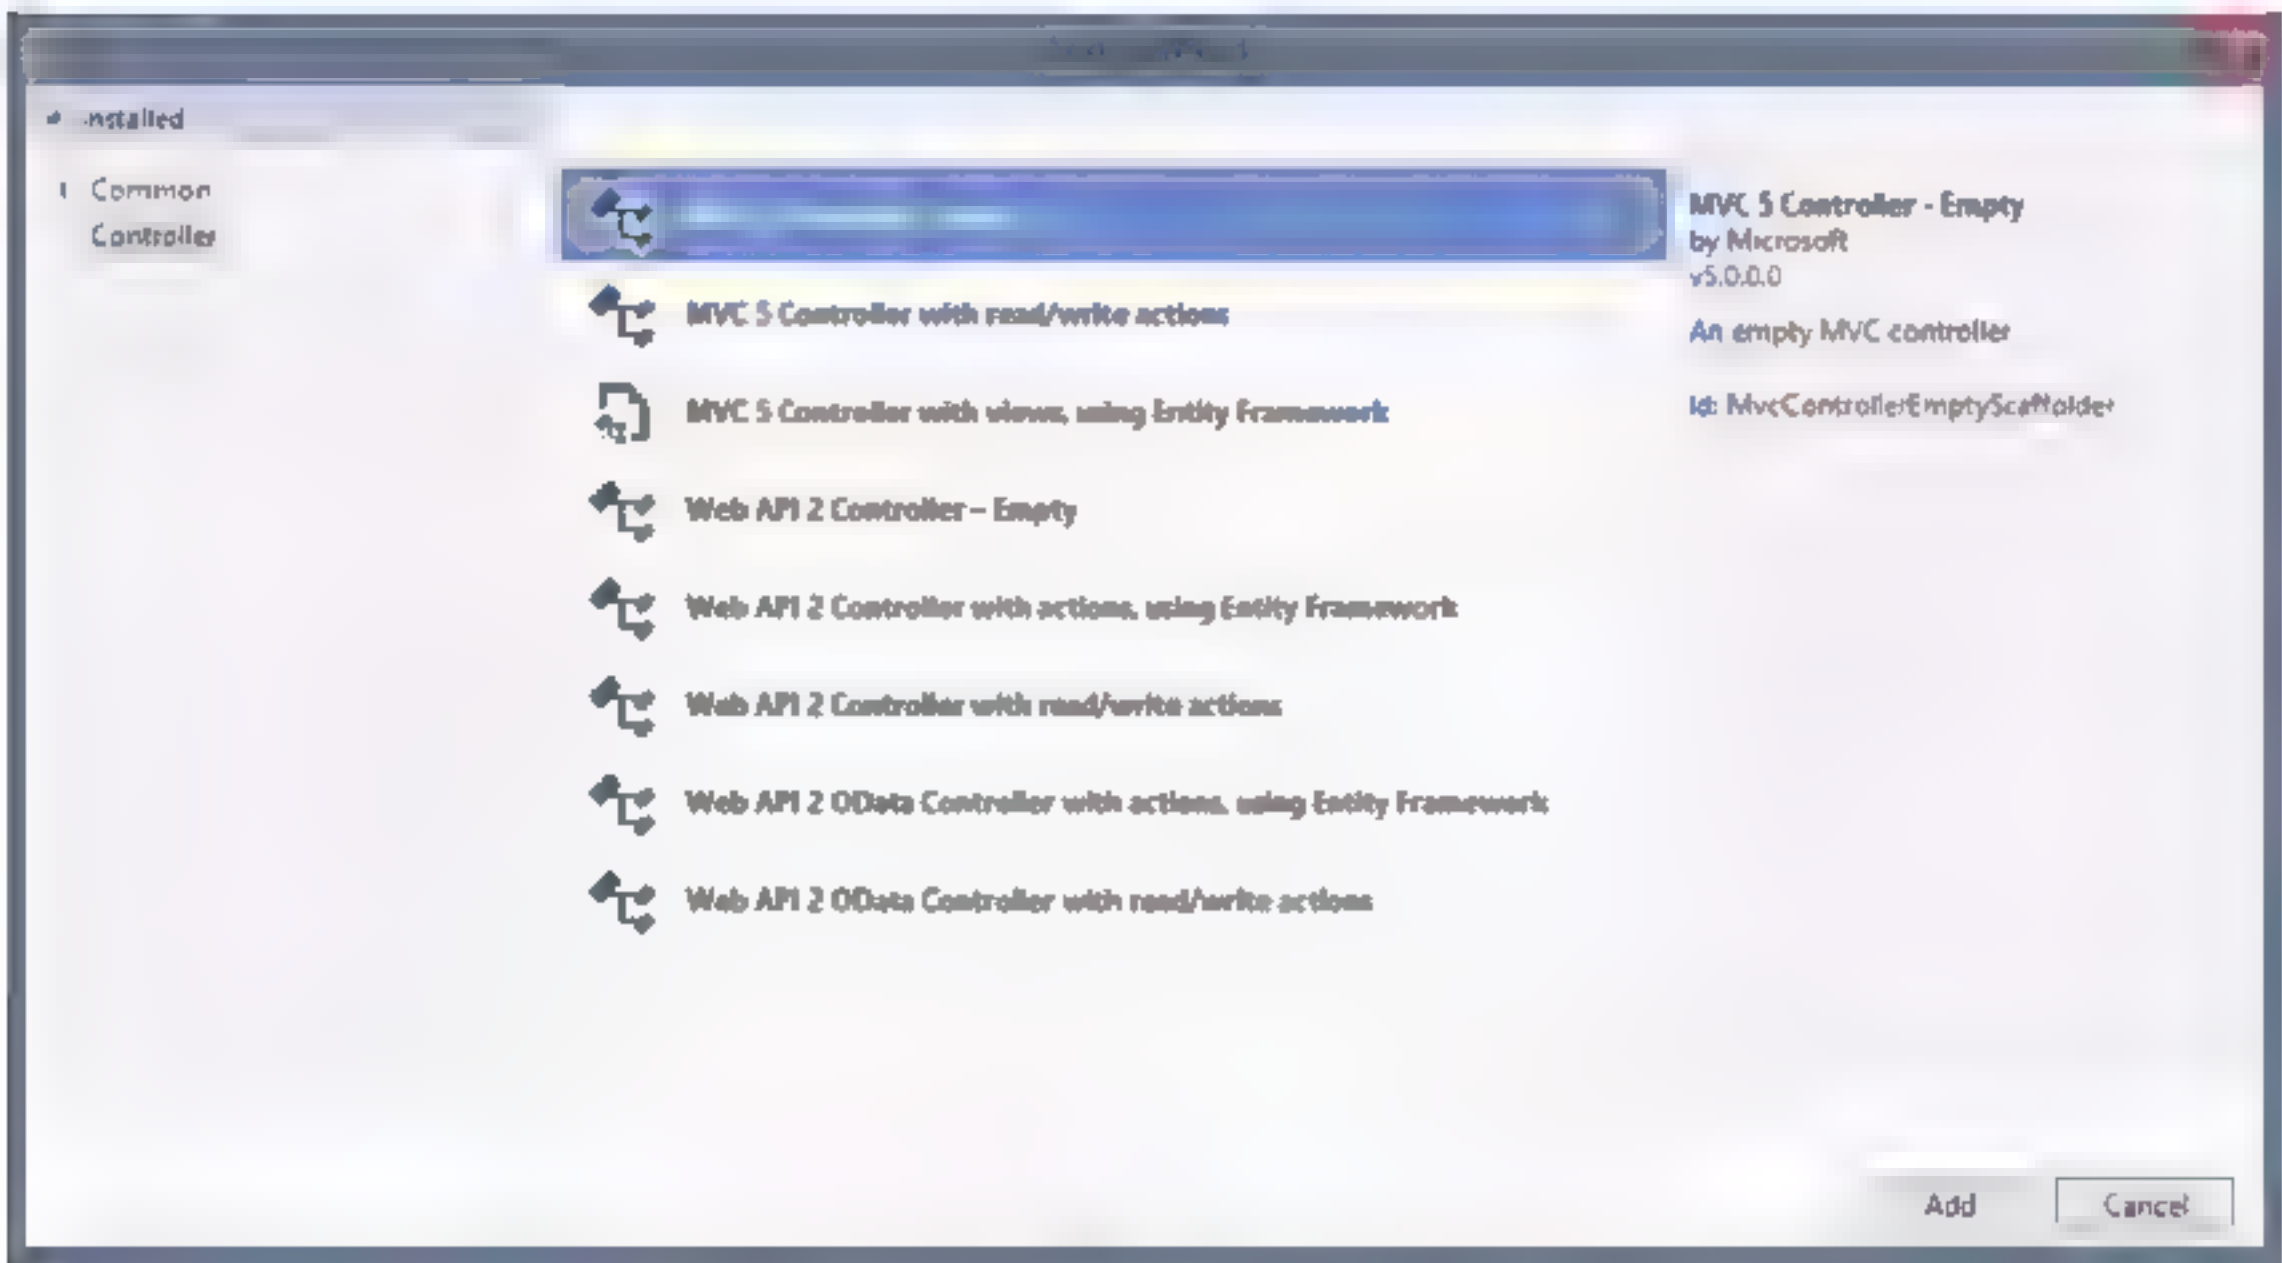 Installed
Common
Controller
MVC 5 Controller with read/write actions
MVC 5 Controller with views, using Entity Framework
Web API 2 Controller – Empty
Web API 2 Controller with actions, using Entity Framework
Web API 2 Controller with read/write actions
Web API 2 OData Controller with actions, using Entity Framework
Web API 2 OData Controller with read/write actions
MVC 5 Controller - Empty
by Microsoft
v5.0.0.0
An empty MVC controller
Id: MvcControllerEmptyScaffolder
Add
Cancel